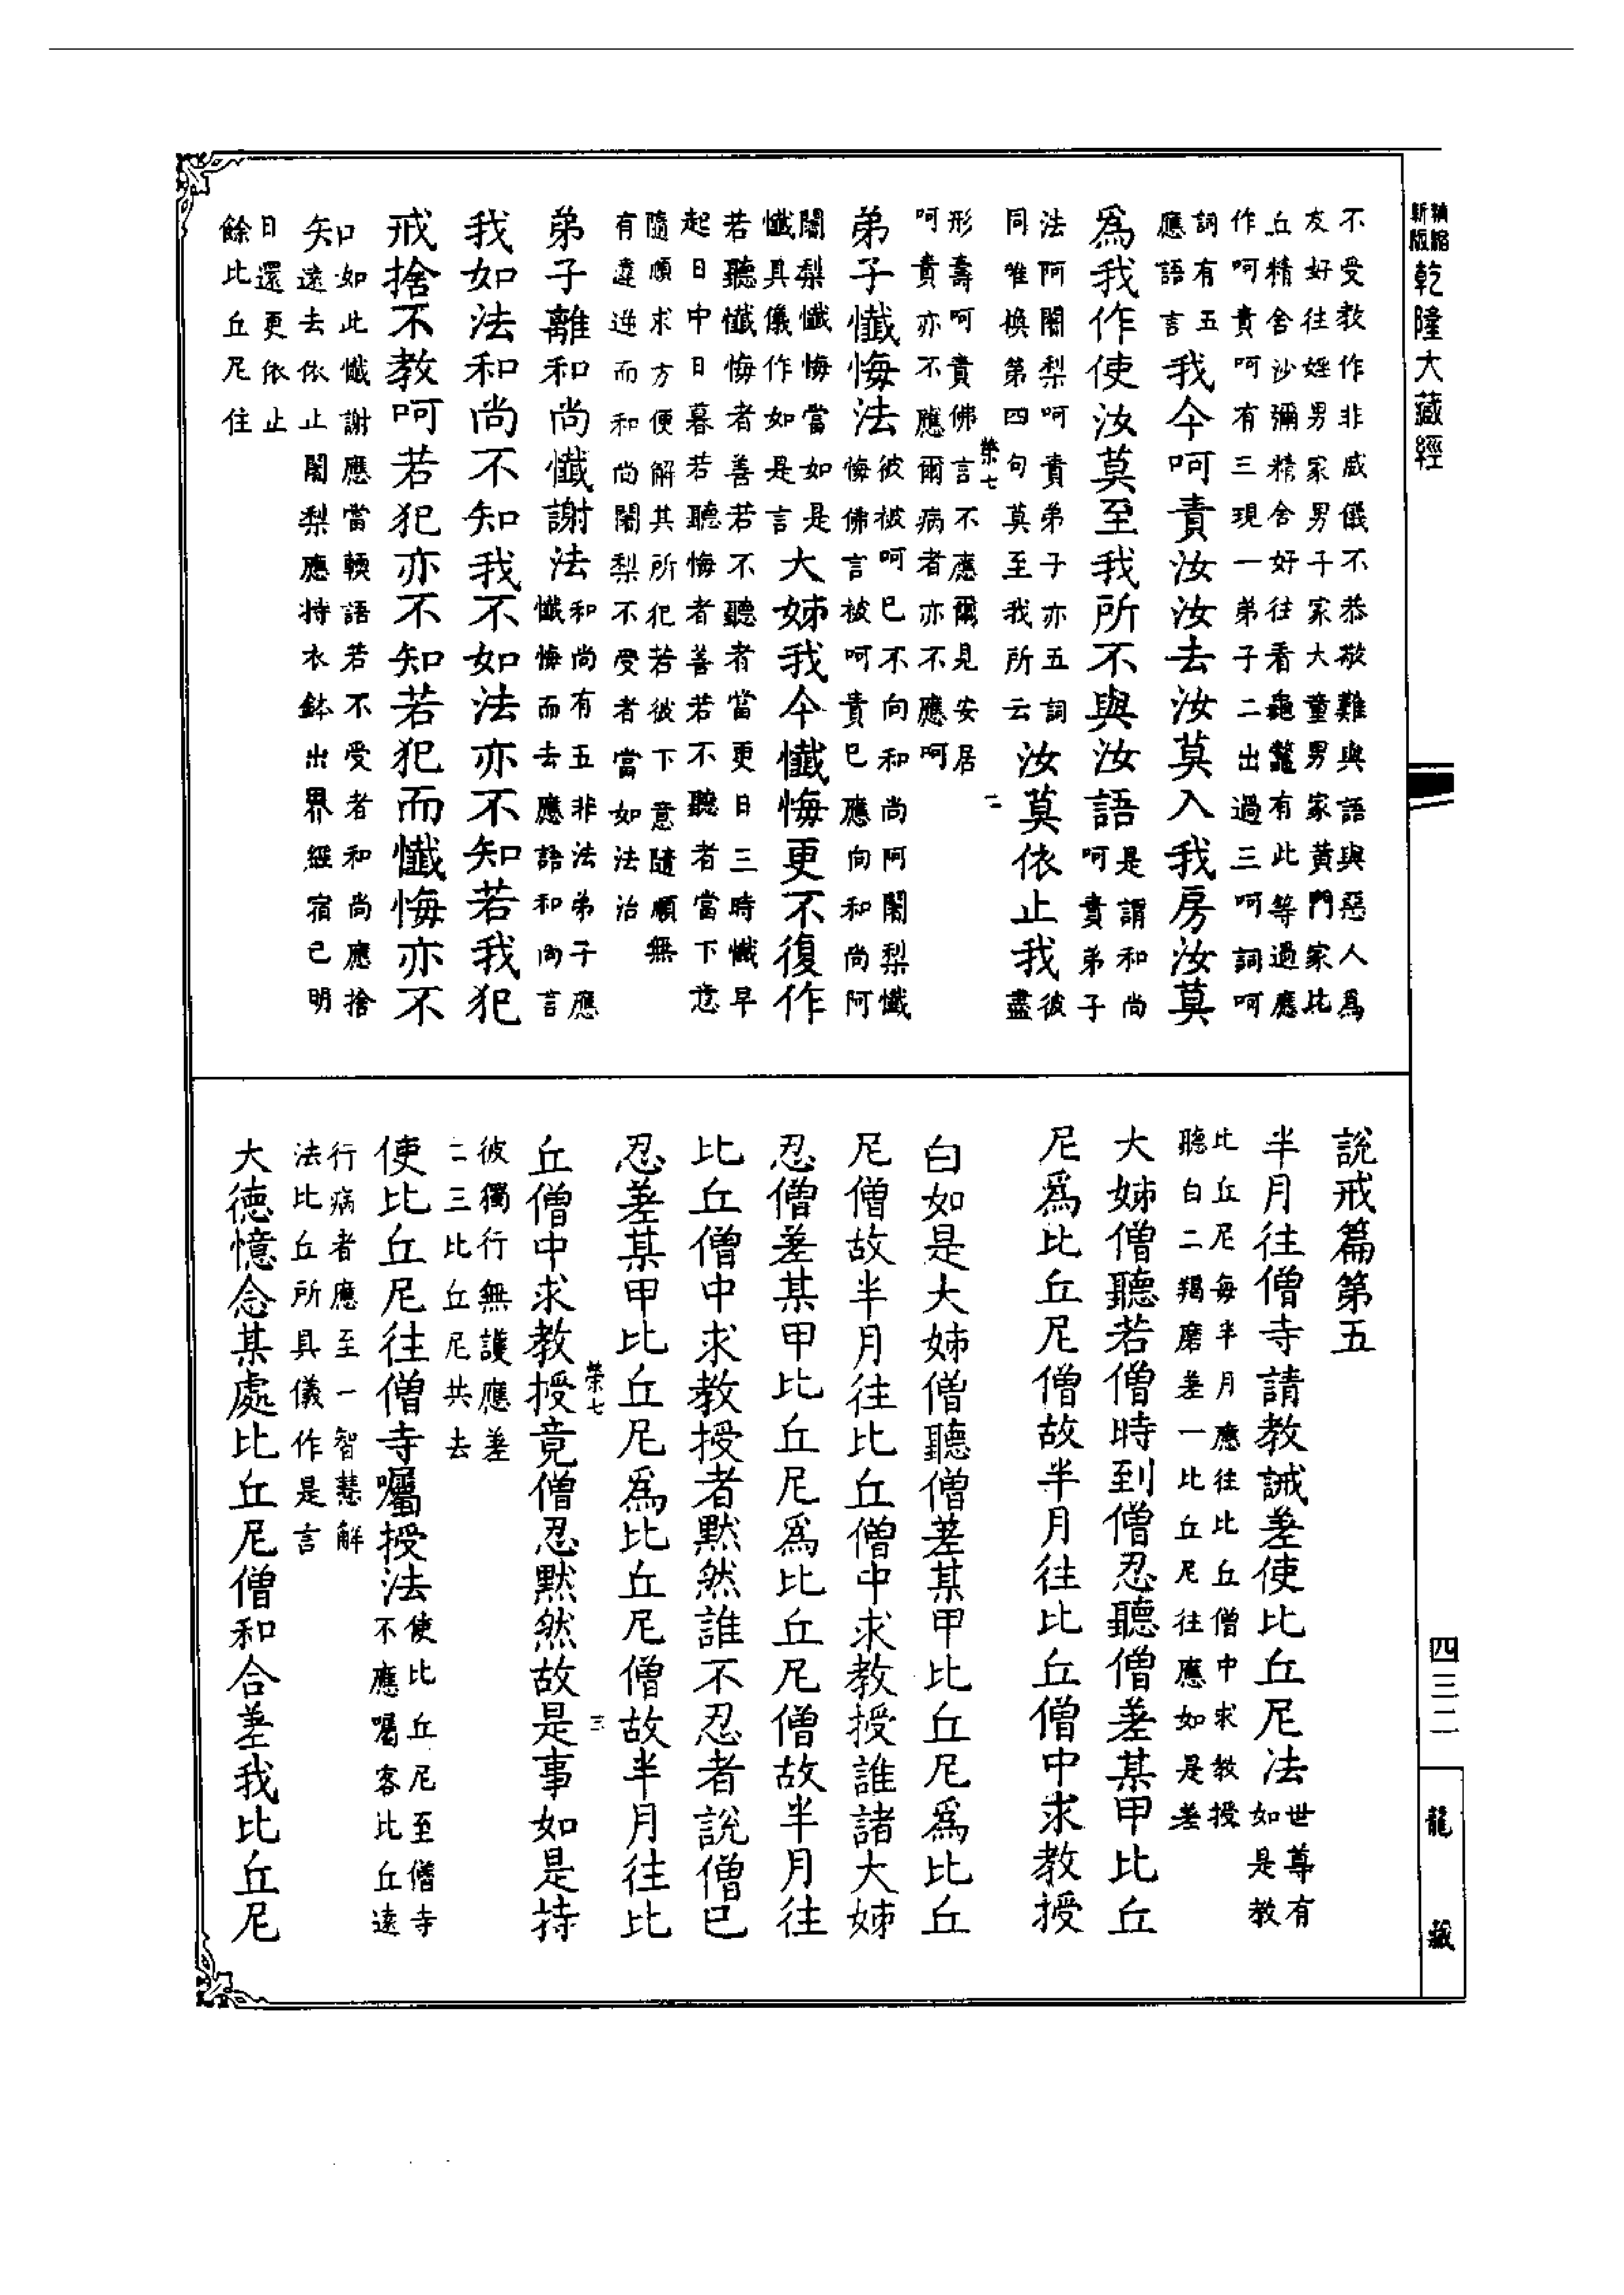 新版
精縮
乾隆大藏經
不受教作非威儀不恭敬難與語與惡人為
友好往婬男家男子家大童男家黃門家比
丘精舍沙彌精舍好往看龜鼈有此等過應
作呵責呵有三現一弟子二出過三呵詞呵
詞有五
應語言我今呵責汝汝去汝莫入我房汝莫
為我作使汝莫至我所不與汝語是謂和尚
呵責弟子
法阿闍梨呵責弟子亦五詞
同唯換第四句莫至我所云汝莫依止我彼
盡
形壽呵責佛言不應爾見安居
呵責亦不應爾病者亦不應呵
榮七
二
弟子懺悔法彼被呵已不向和尚阿闍梨懺
悔佛言被呵責已應向和尚阿
闍梨懺悔當如是
懺具儀作如是言大姊我今懺悔更不復作
若聽懺悔者善若不聽者當更日三時懺早
起日中日暮若聽悔者善若不聽者當下意
隨順求方便解其所犯若彼下意隨順無
有違逆而和尚闍梨不受者當如法治
弟子離和尚懺謝法和尚有五非法弟子應
懺悔而去應語和尚言
我如法和尚不知我不如法亦不知若我犯
戒捨不教呵若犯亦不知若犯而懺悔亦不
口如此懺謝應當輭語若不受者和尚應捨
矣遠去依止闍梨應持衣鉢出界經宿已明
日還更依止
餘比丘尼住
說戒篇第五
半月往僧寺請教誡差使比丘尼法世尊有
如是教
比丘尼每半月應往比丘僧中求教授
聽白二羯磨差一比丘尼往應如是差
大姊僧聽若僧時到僧忍聽僧差某甲比丘
尼為比丘尼僧故半月往比丘僧中求教授
白如是大姊僧聽僧差某甲比丘尼為比丘
尼僧故半月往比丘僧中求教授誰諸大姊
忍僧差某甲比丘尼為比丘尼僧故半月往
比丘僧中求教授者默然誰不忍者說僧已
忍差某甲比丘尼為比丘尼僧故半月往比
榮七
三
丘僧中求教授竟僧忍默然故是事如是持
彼獨行無護應差
二三比丘尼共去
使比丘尼往僧寺囑授法使比丘尼至僧寺
不應囑客比丘遠
行病者應至一智慧解
法比丘所具儀作是言
大德憶念某處比丘尼僧和合差我比丘尼
四三二
龍藏